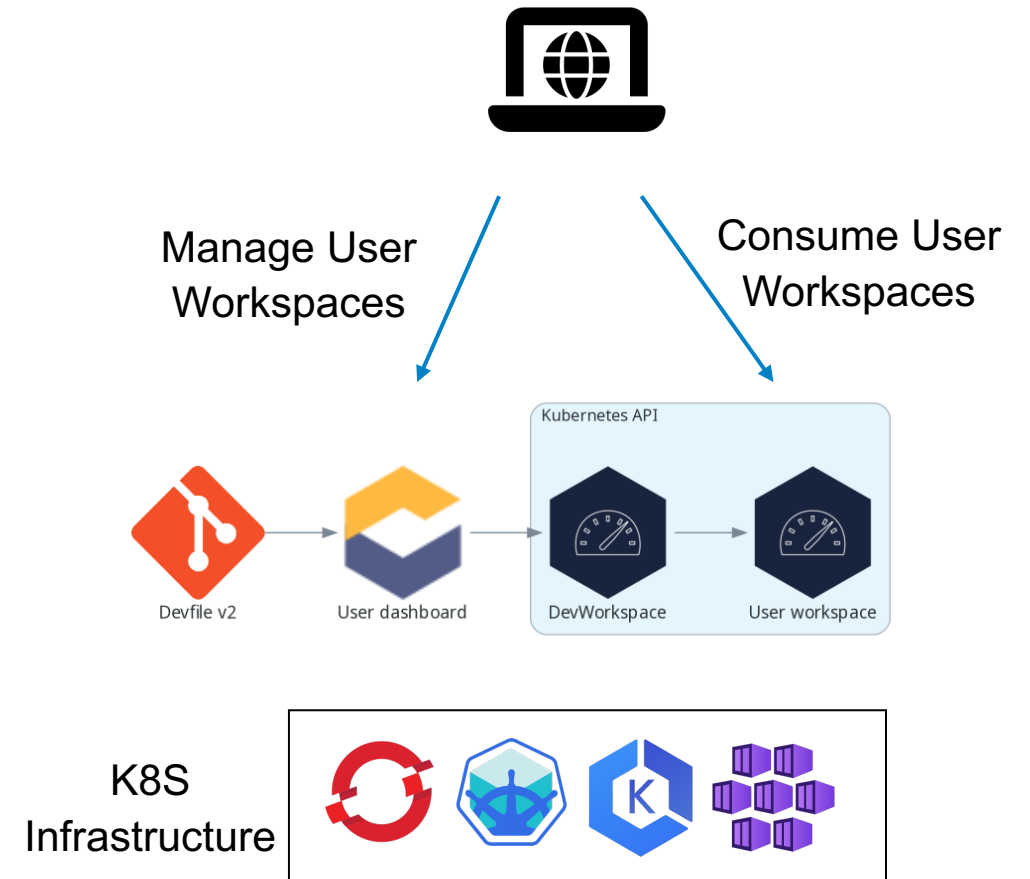 Manage User
Workspaces
Consume User
Workspaces
Kubernetes API
Devfile v2
User dashboard
DevWorkspace
User workspace
K8S
Infrastructure
K